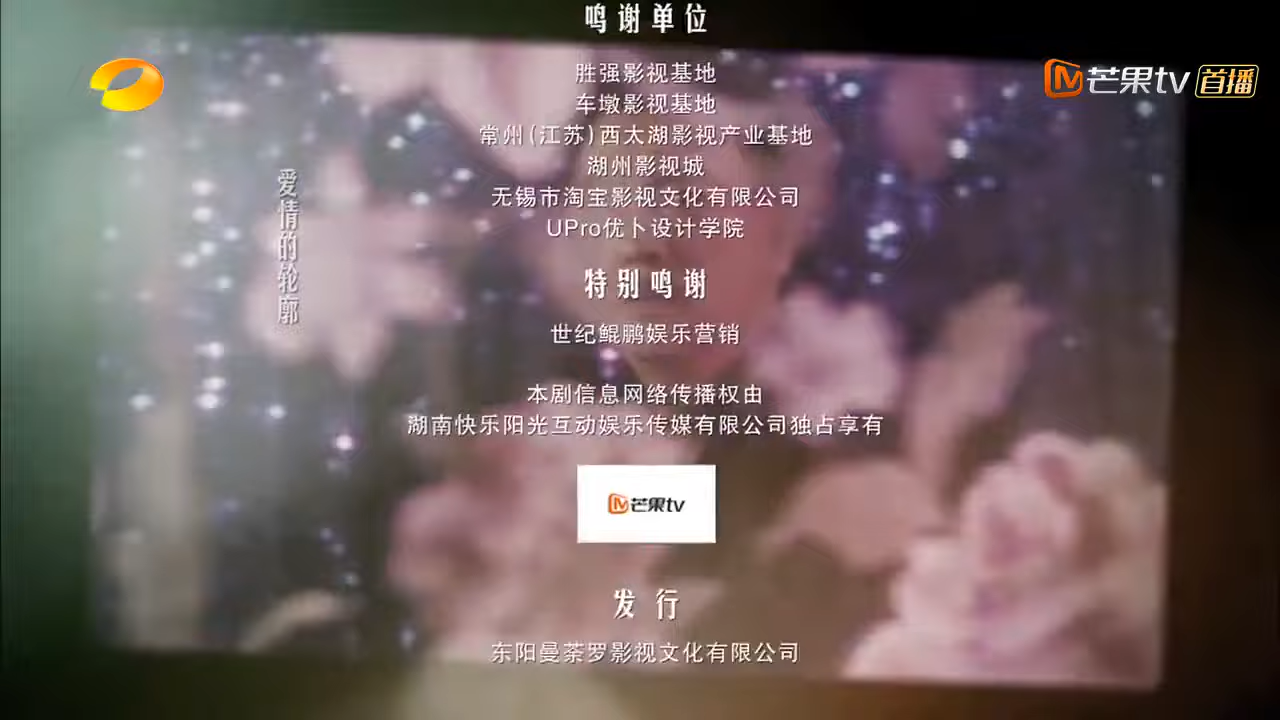 鸣谢单位
芒果tv 首播
胜强影视基地
车墩影视基地
常州(江苏)西太湖影视产业基地
湖州影视城
无锡市淘宝影视文化有限公司
UPro优卜设计学院
爱情的轮廓
特别鸣谢
世纪鲲鹏娱乐营销
本剧信息网络传播权由
湖南快乐阳光互动娱乐传媒有限公司独占享有
芒果tv
发行
东阳曼荼罗影视文化有限公司